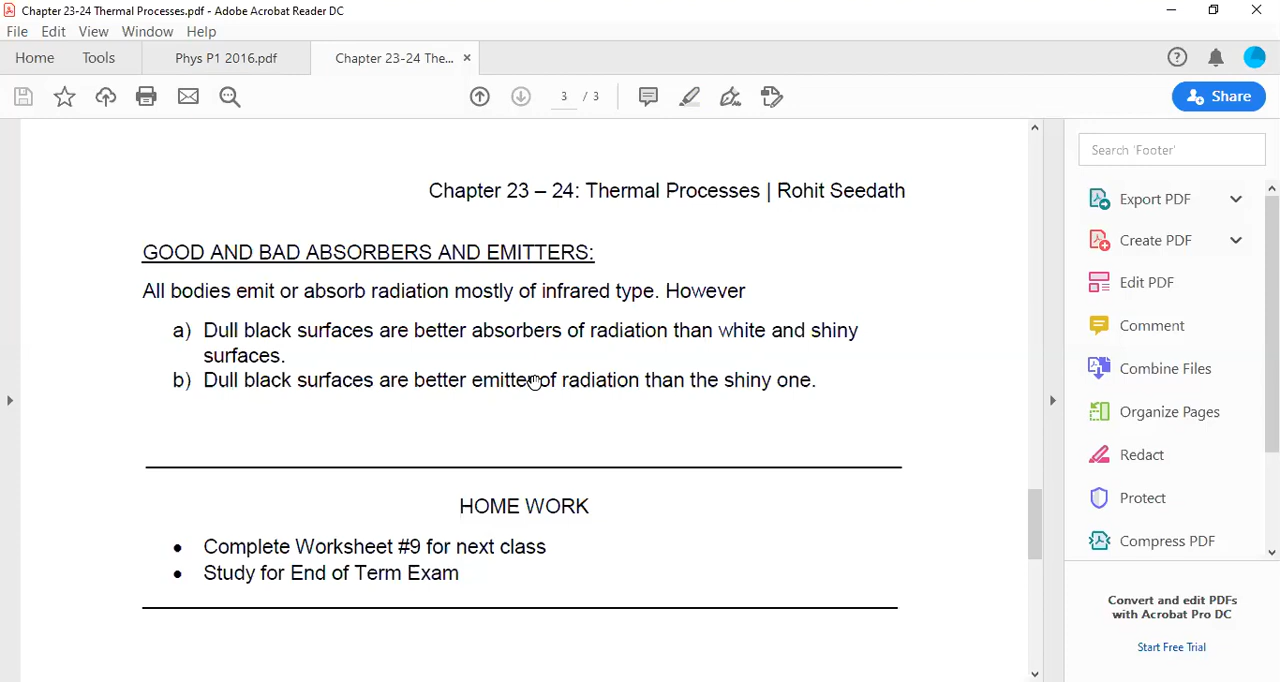 Chapter 23-24 Thermal Processes.pdf - Adobe Acrobat Reader DC
File Edit View Window Help
Home Tools Phys P1 2016.pdf Chapter 23-24 The... ×
3 / 3
Share
Search 'Footer'
Export PDF
Create PDF
Edit PDF
Comment
Combine Files
Organize Pages
Redact
Protect
Compress PDF
Convert and edit PDFs
with Acrobat Pro DC
Start Free Trial
Chapter 23 – 24: Thermal Processes | Rohit Seedath
GOOD AND BAD ABSORBERS AND EMITTERS:
All bodies emit or absorb radiation mostly of infrared type. However
a) Dull black surfaces are better absorbers of radiation than white and shiny
surfaces.
b) Dull black surfaces are better emitter of radiation than the shiny one.
HOME WORK
• Complete Worksheet #9 for next class
• Study for End of Term Exam